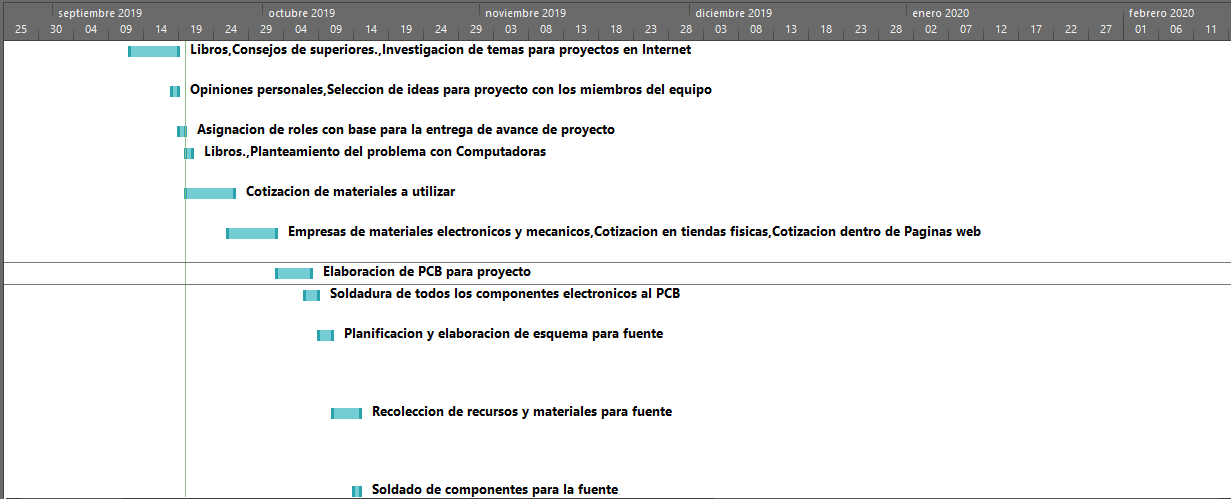 septiembre 2019 octubre 2019 noviembre 2019 diciembre 2019 enero 2020 febrero 2020
25 30 04 09 14 19 24 29 04 09 14 19 24 29 03 08 13 18 23 28 03 08 13 18 23 28 02 07 12 17 22 27 01 06 11
Libros,Consejos de superiores.,Investigacion de temas para proyectos en Internet
Opiniones personales,Seleccion de ideas para proyecto con los miembros del equipo
Asignacion de roles con base para la entrega de avance de proyecto
Libros.,Planteamiento del problema con Computadoras
Cotizacion de materiales a utilizar
Empresas de materiales electronicos y mecanicos,Cotizacion en tiendas fisicas,Cotizacion dentro de Paginas web
Elaboracion de PCB para proyecto
Soldadura de todos los componentes electronicos al PCB
Planificacion y elaboracion de esquema para fuente
Recoleccion de recursos y materiales para fuente
Soldado de componentes para la fuente